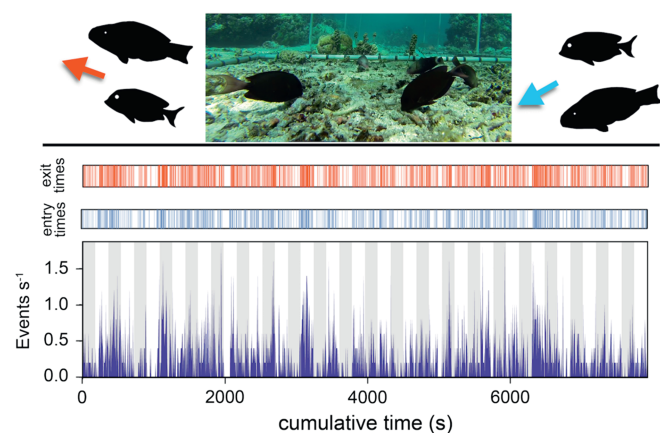 exit
times
entry
times
Events s-1
1.5
1.0
0.5
0.0
0 2000 4000 6000
cumulative time (s)